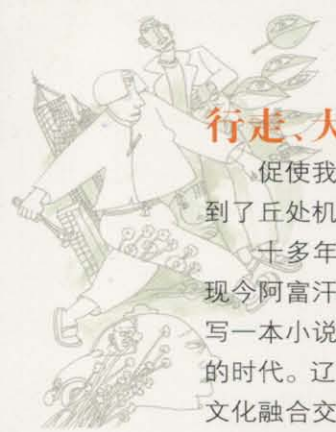 行走、大
促使我
到了丘处机
十多年
现今阿富汗
写一本小说
的时代。辽
文化融合交